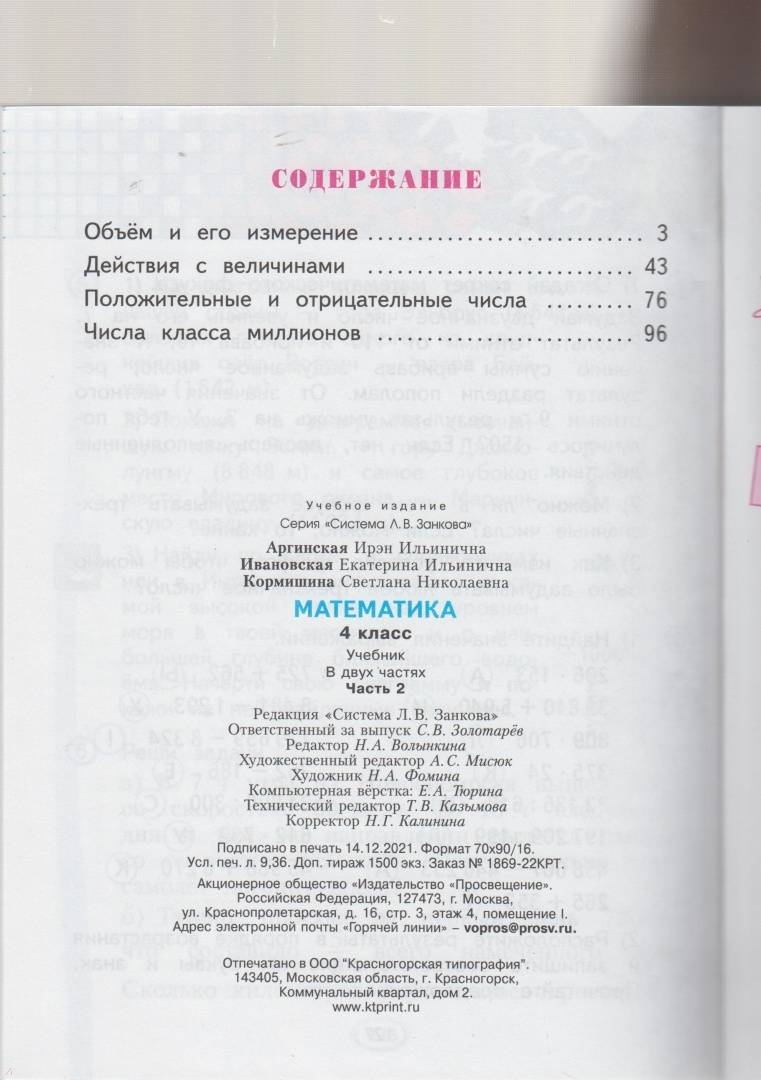 СОДЕРЖАНИЕ
Объём и его измерение ............................ 3
Действия с величинами ........................... 43
Положительные и отрицательные числа ........ 76
Числа класса миллионов ........................... 96
Учебное издание
Серия «Система Л. В. Занкова»
Аргинская Ирэн Ильинична
Ивановская Екатерина Ильинична
Кормишина Светлана Николаевна
МАТЕМАТИКА
4 класс
Учебник
В двух частях
Часть 2
Редакция «Система Л. В. Занкова»
Ответственный за выпуск С. В. Золотарёв
Редактор Н. А. Волынкина
Художественный редактор А. С. Мисюк
Художник Н. А. Фомина
Компьютерная вёрстка: Е. А. Тюрина
Технический редактор Т. В. Казымова
Корректор Н. Г. Калинина
Подписано в печать 14.12.2021. Формат 70x90/16.
Усл. печ. л. 9,36. Доп. тираж 1500 экз. Заказ № 1869-22КРТ.
Акционерное общество «Издательство «Просвещение».
Российская Федерация, 127473, г. Москва,
ул. Краснопролетарская, д. 16, стр. 3, этаж 4, помещение I.
Адрес электронной почты «Горячей линии» – vopros@prosv.ru.
Отпечатано в ООО "Красногорская типография".
143405, Московская область, г. Красногорск,
Коммунальный квартал, дом 2.
www.ktprint.ru